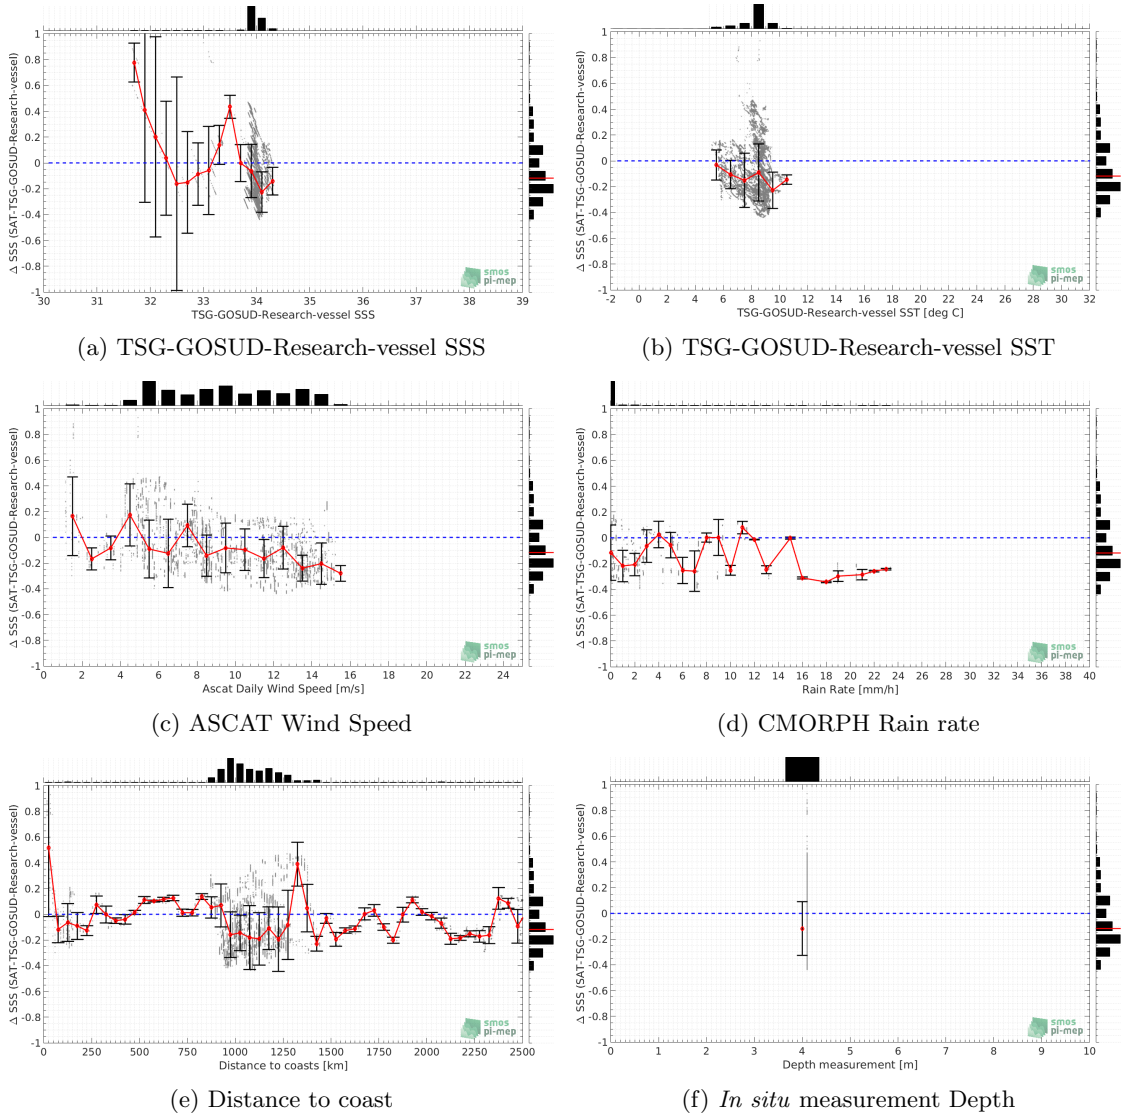 Δ SSS (SAT-TSG-GOSUD-Research-vessel)
1
0.8
0.6
0.4
0.2
0
-0.2
-0.4
-0.6
-0.8
-1
30 31 32 33 34 35 36 37 38 39
TSG-GOSUD-Research-vessel SSS
smos
pi-mep
(a) TSG-GOSUD-Research-vessel SSS
Δ SSS (SAT-TSG-GOSUD-Research-vessel)
1
0.8
0.6
0.4
0.2
0
-0.2
-0.4
-0.6
-0.8
-1
-2 0 2 4 6 8 10 12 14 16 18 20 22 24 26 28 30 32
TSG-GOSUD-Research-vessel SST [deg C]
smos
pi-mep
(b) TSG-GOSUD-Research-vessel SST
Δ SSS (SAT-TSG-GOSUD-Research-vessel)
1
0.8
0.6
0.4
0.2
0
-0.2
-0.4
-0.6
-0.8
-1
0 2 4 6 8 10 12 14 16 18 20 22 24
Ascat Daily Wind Speed [m/s]
smos
pi-mep
(c) ASCAT Wind Speed
Δ SSS (SAT-TSG-GOSUD-Research-vessel)
1
0.8
0.6
0.4
0.2
0
-0.2
-0.4
-0.6
-0.8
-1
0 2 4 6 8 10 12 14 16 18 20 22 24 26 28 30 32 34 36 38 40
Rain Rate [mm/h]
smos
pi-mep
(d) CMORPH Rain rate
Δ SSS (SAT-TSG-GOSUD-Research-vessel)
1
0.8
0.6
0.4
0.2
0
-0.2
-0.4
-0.6
-0.8
-1
0 250 500 750 1000 1250 1500 1750 2000 2250 2500
Distance to coasts [km]
smos
pi-mep
(e) Distance to coast
Δ SSS (SAT-TSG-GOSUD-Research-vessel)
1
0.8
0.6
0.4
0.2
0
-0.2
-0.4
-0.6
-0.8
-1
0 1 2 3 4 5 6 7 8 9 10
Depth measurement [m]
smos
pi-mep
(f) In situ measurement Depth